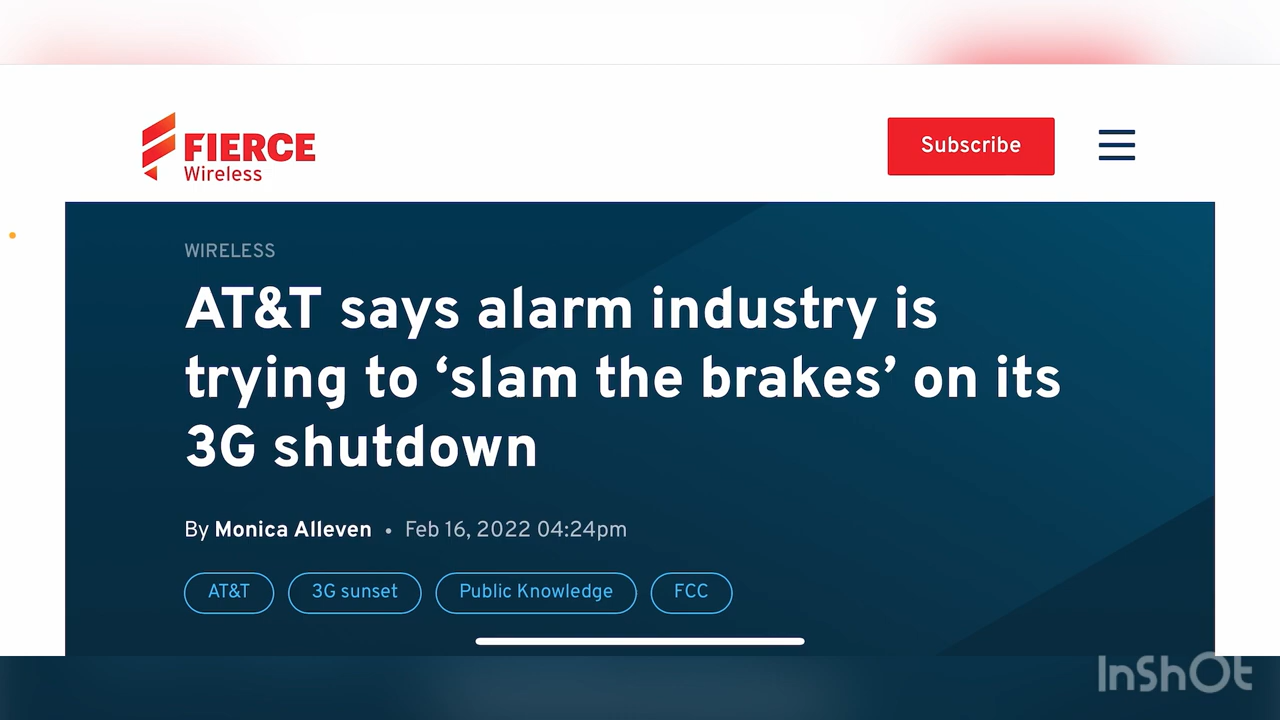 FIERCE
Wireless
Subscribe
WIRELESS
AT&T says alarm industry is
trying to ‘slam the brakes’ on its
3G shutdown
By Monica Alleven • Feb 16, 2022 04:24pm
AT&T 3G sunset Public Knowledge FCC
InShOt